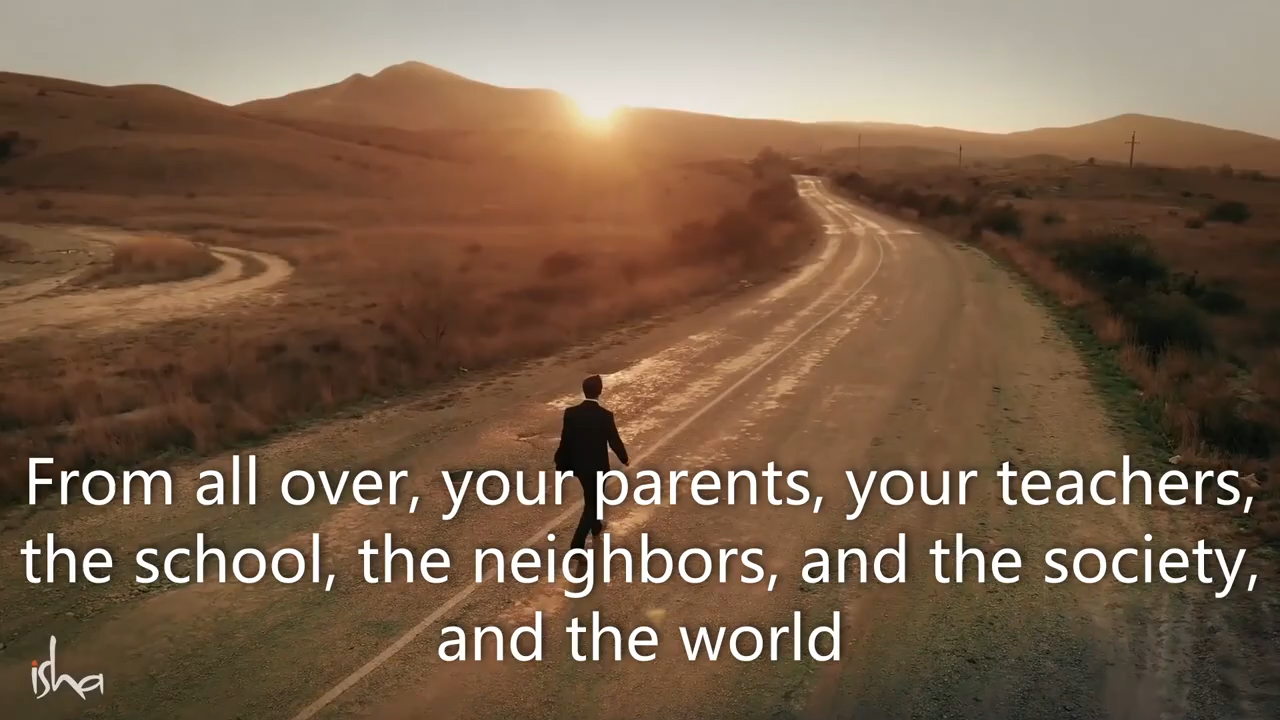 From all over, your parents, your teachers,
the school, the neighbors, and the society,
and the world
isha